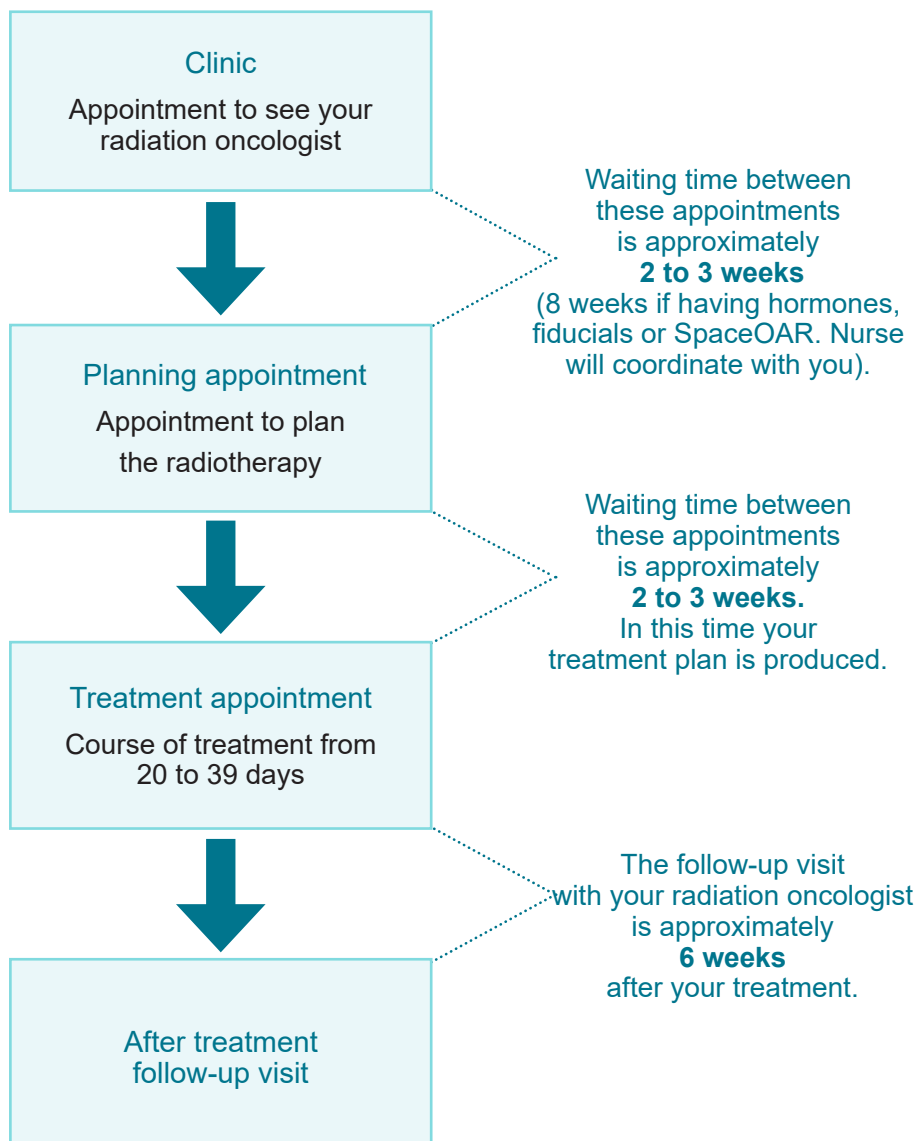 Clinic
Appointment to see your
radiation oncologist
Waiting time between
these appointments
is approximately
2 to 3 weeks
(8 weeks if having hormones,
fiducials or SpaceOAR. Nurse
will coordinate with you).
Planning appointment
Appointment to plan
the radiotherapy
Waiting time between
these appointments
is approximately
2 to 3 weeks.
In this time your
treatment plan is produced.
Treatment appointment
Course of treatment from
20 to 39 days
The follow-up visit
with your radiation oncologist
is approximately
6 weeks
after your treatment.
After treatment
follow-up visit